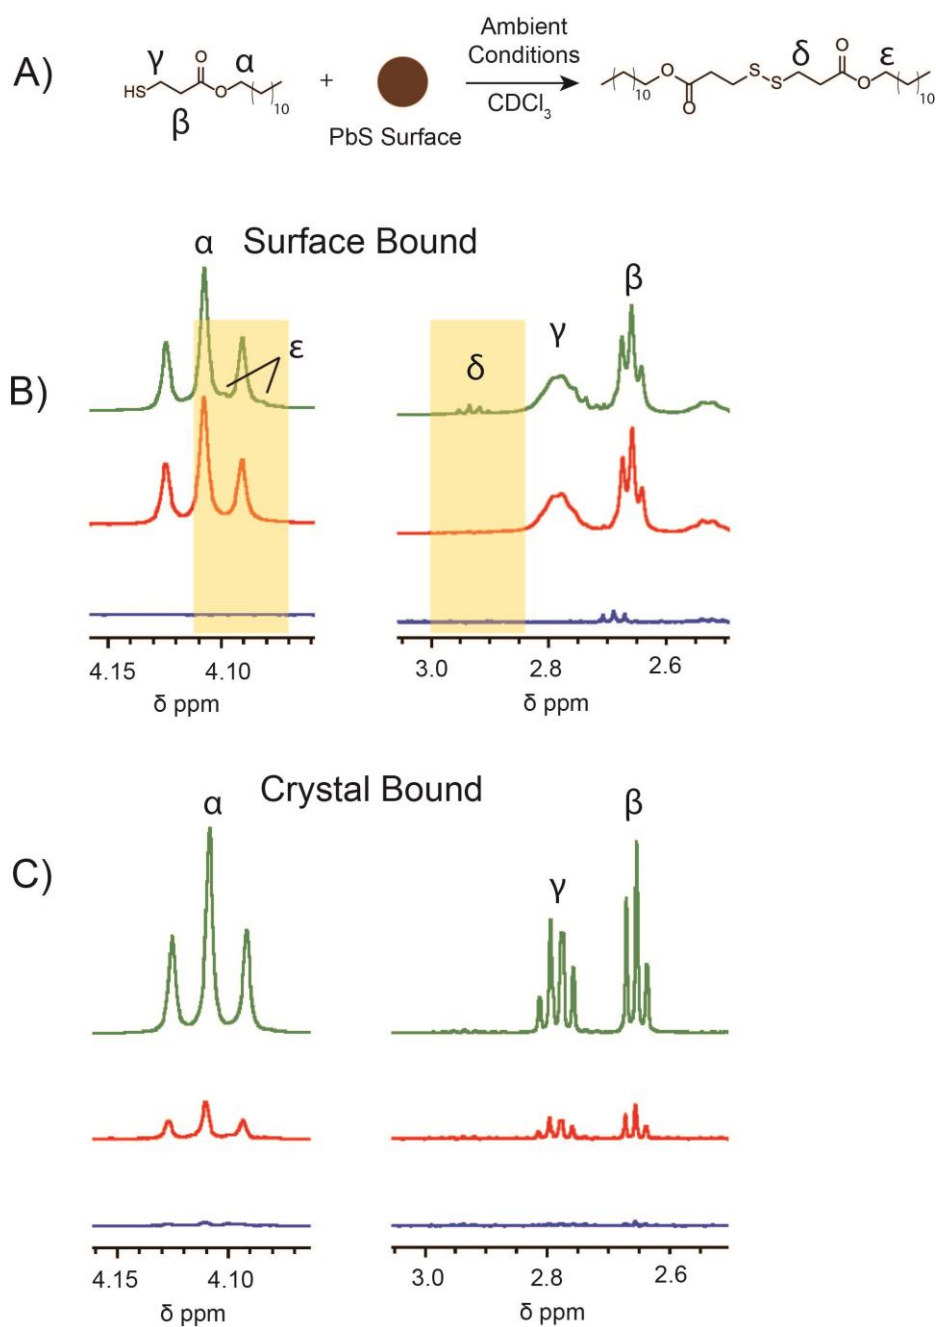 A)
γ
HS
β
O
O
α
10
+
PbS Surface
Ambient
Conditions
CDCl3
10
O
O
S
S
δ
O
O
ε
10
B)
Surface Bound
α
ε
δ
γ
β
4.15
4.10
δ ppm
3.0
2.8
2.6
δ ppm
C)
Crystal Bound
α
γ
β
4.15
4.10
δ ppm
3.0
2.8
2.6
δ ppm